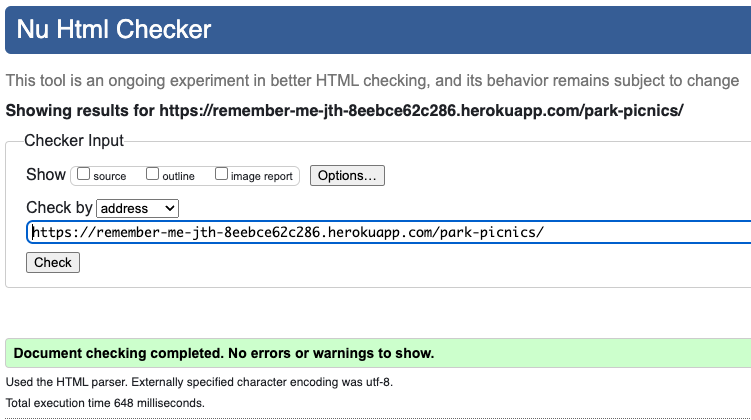 Nu Html Checker
This tool is an ongoing experiment in better HTML checking, and its behavior remains subject to change
Showing results for https://remember-me-jth-8eebce62c286.herokuapp.com/park-picnics/
Checker Input
Show source outline image report Options...
Check by address
https://remember-me-jth-8eebce62c286.herokuapp.com/park-picnics/
Check
Document checking completed. No errors or warnings to show.
Used the HTML parser. Externally specified character encoding was utf-8.
Total execution time 648 milliseconds.